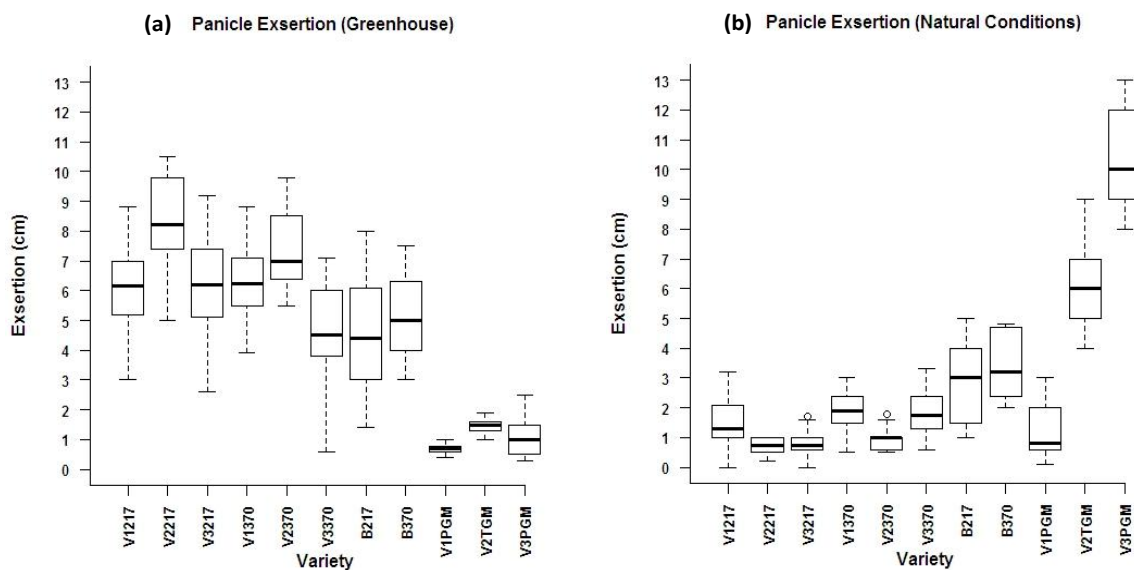 (a) Panicle Exsertion (Greenhouse)
Exsertion (cm)
13
12
11
10
9
8
7
6
5
4
3
2
1
0
V1217
V2217
V3217
V1370
V2370
V3370
B217
B370
V1PGM
V2TGM
V3PGM
Variety
(b) Panicle Exsertion (Natural Conditions)
Exsertion (cm)
13
12
11
10
9
8
7
6
5
4
3
2
1
0
V1217
V2217
V3217
V1370
V2370
V3370
B217
B370
V1PGM
V2TGM
V3PGM
Variety